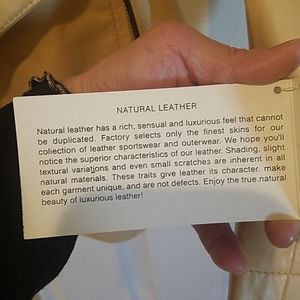 NATURAL LEATHER
Natural leather has a rich, sensual and luxurious feel that cannot
be duplicated. Factory selects only the finest skins for our
collection of leather sportswear and outerwear. We hope you'll
notice the superior characteristics of our leather. Shading, slight
textural variations and even small scratches are inherent in all
natural materials. These traits give leather its character. make
each garment unique, and are not defects. Enjoy the true.natural
beauty of luxurious leather!